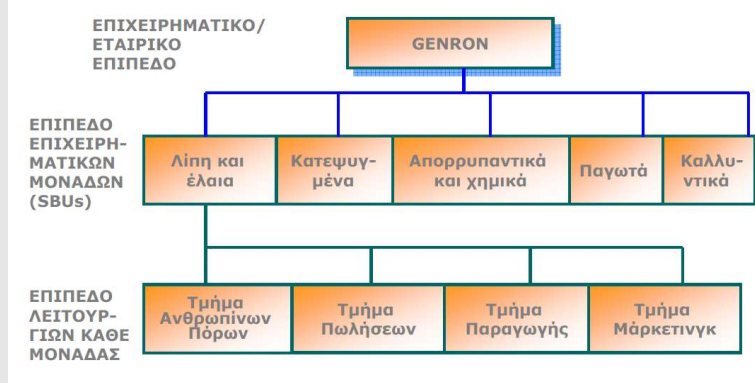 ΕΠΙΧΕΙΡΗΜΑΤΙΚΟ/
ΕΤΑΙΡΙΚΟ
ΕΠΙΠΕΔΟ
GENRON
ΕΠΙΠΕΔΟ
ΕΠΙΧΕΙΡΗ-
ΜΑΤΙΚΩΝ
ΜΟΝΑΔΩΝ
(SBUs)
Λίπη και
έλαια
Κατεψυγ-
μένα
Απορρυπαντικά
και χημικά
Παγωτά
Καλλυ-
ντικά
ΕΠΙΠΕΔΟ
ΛΕΙΤΟΥΡ-
ΓΙΩΝ ΚΑΘΕ
ΜΟΝΑΔΑΣ
Τμήμα
Ανθρωπίνων
Πόρων
Τμήμα
Πωλήσεων
Τμήμα
Παραγωγής
Τμήμα
Μάρκετινγκ